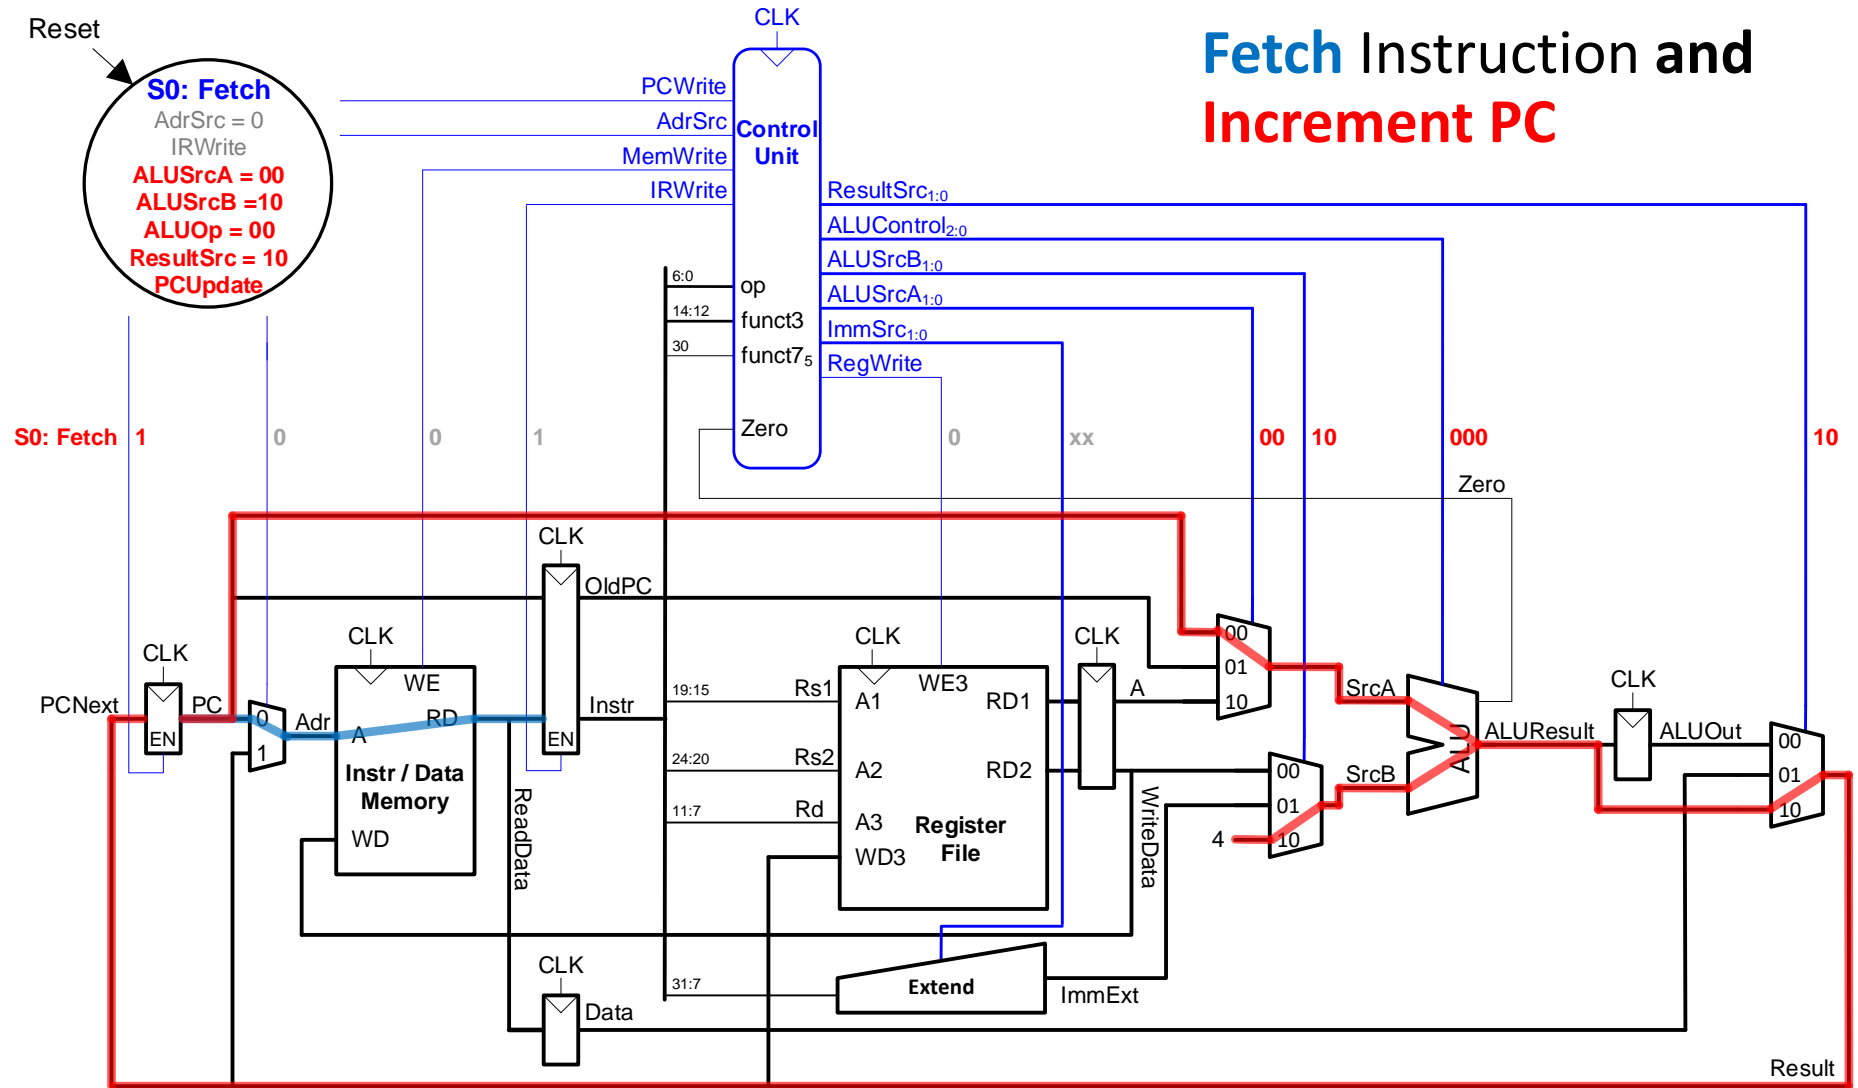 Reset
CLK
Fetch Instruction and
Increment PC
S0: Fetch
AdrSrc = 0
IRWrite
ALUSrcA = 00
ALUSrcB =10
ALUOp = 00
ResultSrc = 10
PCUpdate
PCWrite
AdrSrc
MemWrite
IRWrite
Control
Unit
ResultSrc1:0
ALUControl2:0
ALUSrcB1:0
ALUSrcA1:0
ImmSrc1:0
RegWrite
6:0
op
14:12
funct3
30
funct75
Zero
S0: Fetch 1 0 0 1 0 xx 00 10 000 10
Zero
CLK
OldPC
CLK
CLK
CLK
CLK
CLK
PCNext
EN
PC
0
1
Adr
WE
A
RD
Instr / Data
Memory
WD
ReadData
EN
Instr
19:15
Rs1
24:20
Rs2
11:7
Rd
A1
A2
A3
WD3
WE3
RD1
RD2
Register
File
A
WriteData
00
01
10
00
01
10
4
SrcA
SrcB
ALU
ALUResult
ALUOut
00
01
10
CLK
Data
31:7
Extend
ImmExt
Result